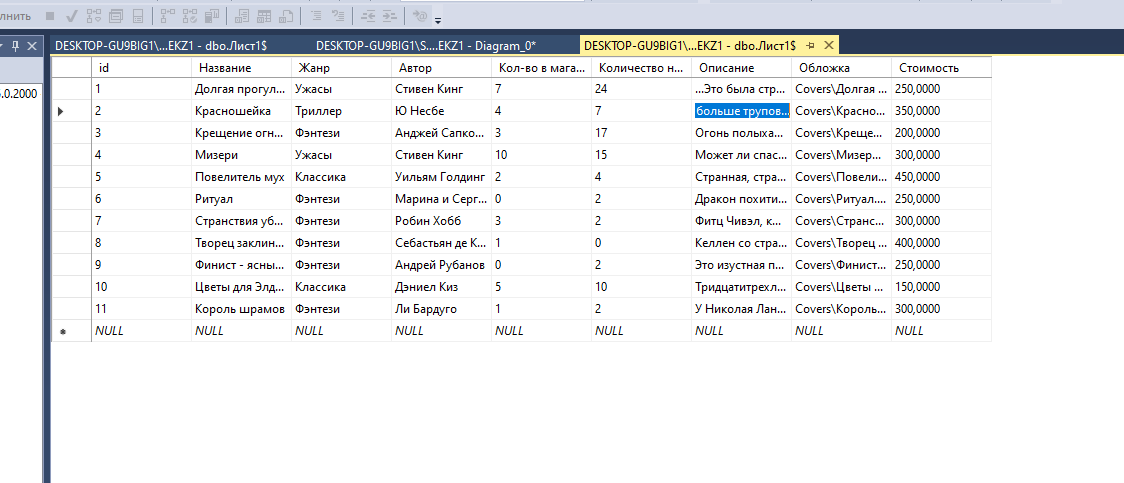 лнить
DESKTOP-GU9BIG1\...EKZ1 - dbo.Лист1$ DESKTOP-GU9BIG1\S....EKZ1 - Diagram_0* DESKTOP-GU9BIG1\...EKZ1 - dbo.Лист1$
id Название Жанр Автор Кол-во в мага... Количество н... Описание Обложка Стоимость
.0.2000
1 Долгая прогул... Ужасы Стивен Кинг 7 24 ...Это была стр... Covers\Долгая ... 250,0000
2 Красношейка Триллер Ю Несбе 4 7 больше трупов... Covers\Красно... 350,0000
3 Крещение огн... Фэнтези Анджей Сапко... 3 17 Огонь полыха... Covers\Креще... 200,0000
4 Мизери Ужасы Стивен Кинг 10 15 Может ли спас... Covers\Мизер... 300,0000
5 Повелитель мух Классика Уильям Голдинг 2 4 Странная, стра... Covers\Повели... 450,0000
6 Ритуал Фэнтези Марина и Серг... 0 2 Дракон похити... Covers\Ритуал.... 250,0000
7 Странствия уб... Фэнтези Робин Хобб 3 2 Фитц Чивэл, к... Covers\Странс... 300,0000
8 Творец заклин... Фэнтези Себастьян де К... 1 0 Келлен со стра... Covers\Творец ... 400,0000
9 Финист - ясны... Фэнтези Андрей Рубанов 0 2 Это изустная п... Covers\Финист... 250,0000
10 Цветы для Элд... Классика Дэниел Киз 5 10 Тридцатитрехл... Covers\Цветы ... 150,0000
11 Король шрамов Фэнтези Ли Бардуго 1 2 У Николая Лан... Covers\Король... 300,0000
NULL NULL NULL NULL NULL NULL NULL NULL NULL